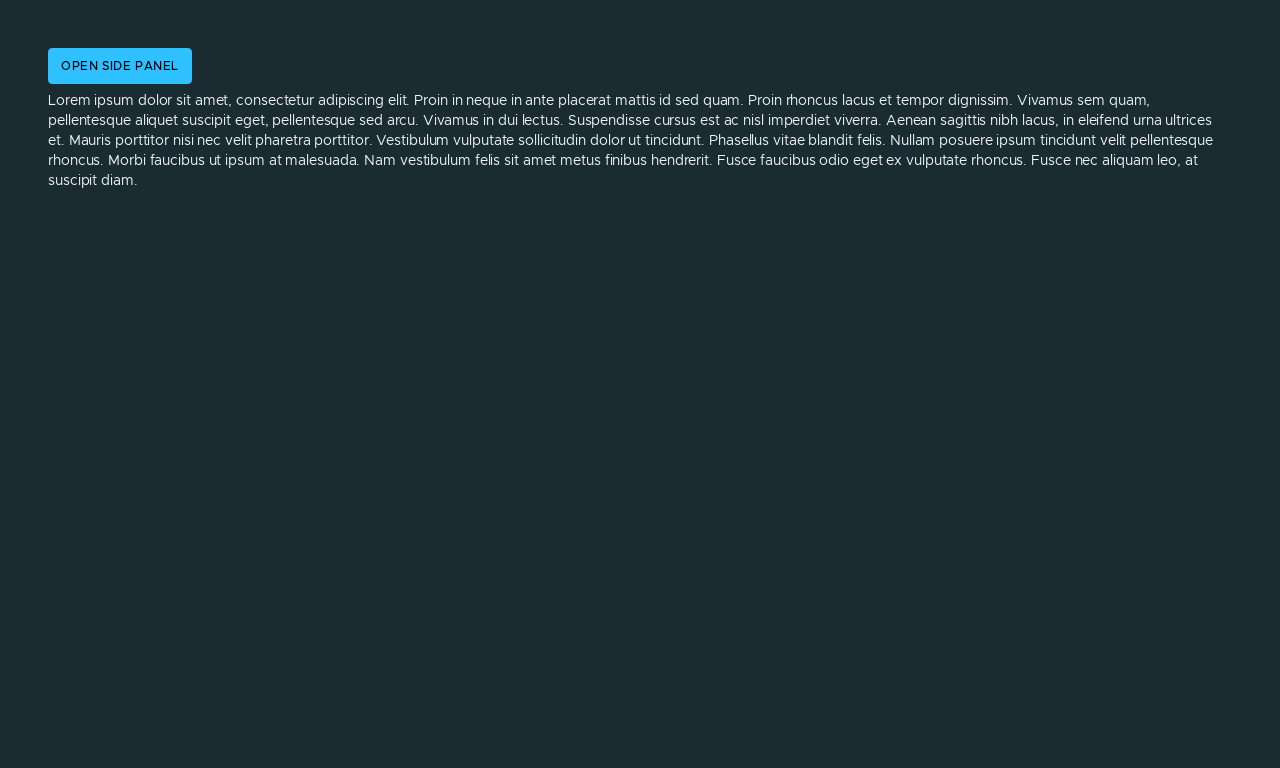 OPEN SIDE PANEL
Lorem ipsum dolor sit amet, consectetur adipiscing elit. Proin in neque in ante placerat mattis id sed quam. Proin rhoncus lacus et tempor dignissim. Vivamus sem quam,
pellentesque aliquet suscipit eget, pellentesque sed arcu. Vivamus in dui lectus. Suspendisse cursus est ac nisl imperdiet viverra. Aenean sagittis nibh lacus, in eleifend urna ultrices
et. Mauris porttitor nisi nec velit pharetra porttitor. Vestibulum vulputate sollicitudin dolor ut tincidunt. Phasellus vitae blandit felis. Nullam posuere ipsum tincidunt velit pellentesque
rhoncus. Morbi faucibus ut ipsum at malesuada. Nam vestibulum felis sit amet metus finibus hendrerit. Fusce faucibus odio eget ex vulputate rhoncus. Fusce nec aliquam leo, at
suscipit diam.